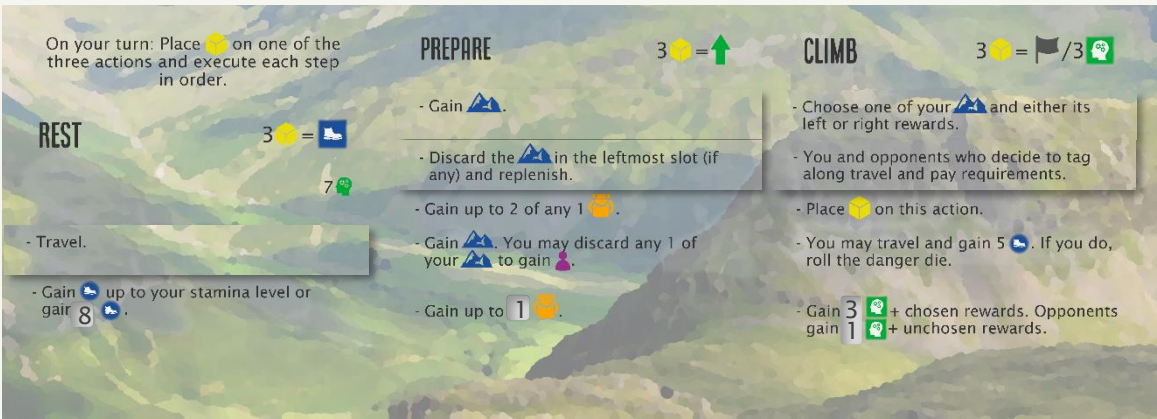 On your turn: Place on one of the
three actions and execute each step
in order.
REST
3 =
7
- Travel.
- Gain up to your stamina level or
gair 8 .
PREPARE
3 =
- Gain .
- Discard the in the leftmost slot (if
any) and replenish.
- Gain up to 2 of any 1 .
- Gain . You may discard any 1 of
your to gain .
- Gain up to 1 .
CLIMB
3 = /3
- Choose one of your and either its
left or right rewards.
- You and opponents who decide to tag
along travel and pay requirements.
- Place on this action.
- You may travel and gain 5 . If you do,
roll the danger die.
- Gain 3 + chosen rewards. Opponents
gain 1 + unchosen rewards.